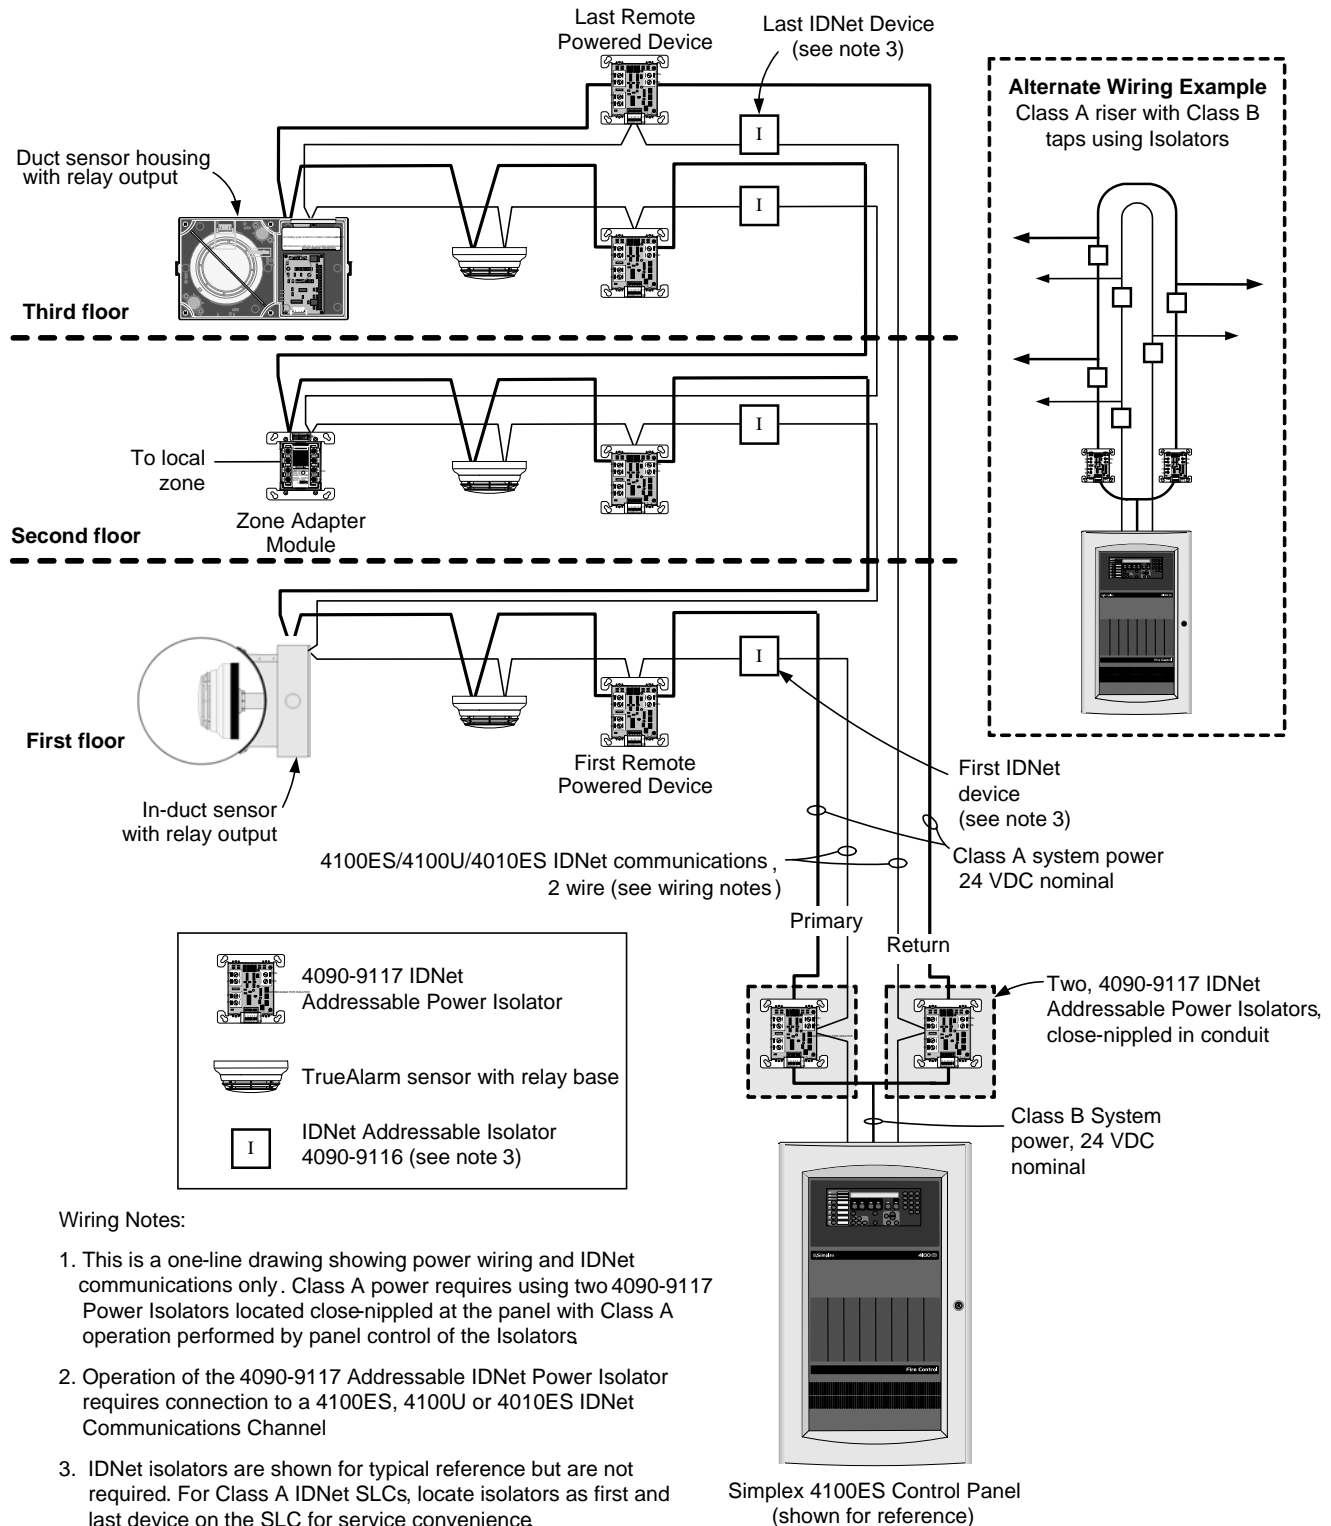 Last Remote
Powered Device
Last IDNet Device
(see note 3)
Alternate Wiring Example
Class A riser with Class B
taps using Isolators
Duct sensor housing
with relay output
I
I
Third floor
I
To local
zone
Zone Adapter
Module
Second floor
I
First floor
First Remote
Powered Device
In-duct sensor
with relay output
First IDNet
device
(see note 3)
4100ES/4100U/4010ES IDNet communications ,
2 wire (see wiring notes)
Class A system power
24 VDC nominal
Primary
Return
4090-9117 IDNet
Addressable Power Isolator
TrueAlarm sensor with relay base
I
IDNet Addressable Isolator
4090-9116 (see note 3)
Two, 4090-9117 IDNet
Addressable Power Isolators,
close-nippled in conduit
Class B System
power, 24 VDC
nominal
Wiring Notes:
1. This is a one-line drawing showing power wiring and IDNet
communications only . Class A power requires using two 4090-9117
Power Isolators located close-nippled at the panel with Class A
operation performed by panel control of the Isolators.
2. Operation of the 4090-9117 Addressable IDNet Power Isolator
requires connection to a 4100ES, 4100U or 4010ES IDNet
Communications Channel
3. IDNet isolators are shown for typical reference but are not
required. For Class A IDNet SLCs, locate isolators as first and
last device on the SLC for service convenience.
Simplex
4100
Fire Control
Simplex 4100ES Control Panel
(shown for reference)